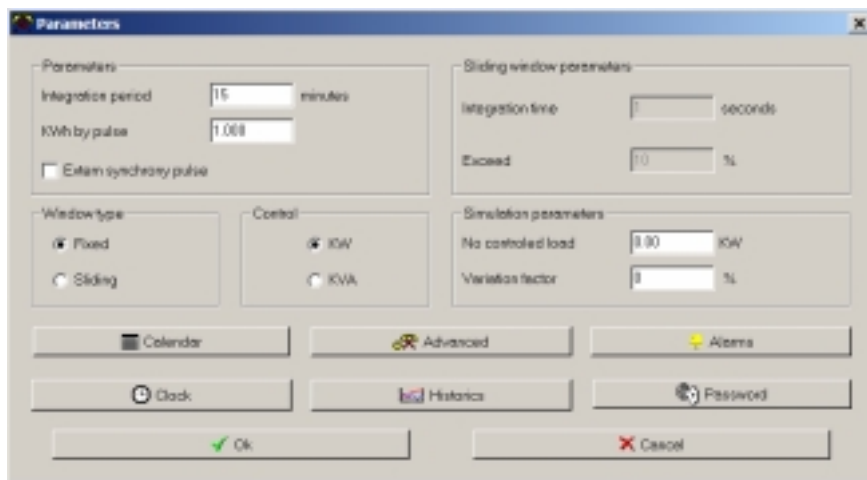 Parameters
Parameters
Integration period 15 minutes
KWh by pulse 1.000
Extern synchrony pulse
Sliding window parameters
Integration time 1 seconds
Exceed 10 %
Window type
Fixed
Sliding
Control
KW
KVA
Simulation parameters
No controled load 0.00 KW
Variation factor 0 %
Calendar Advanced Alarms
Clock Historics Password
Ok Cancel